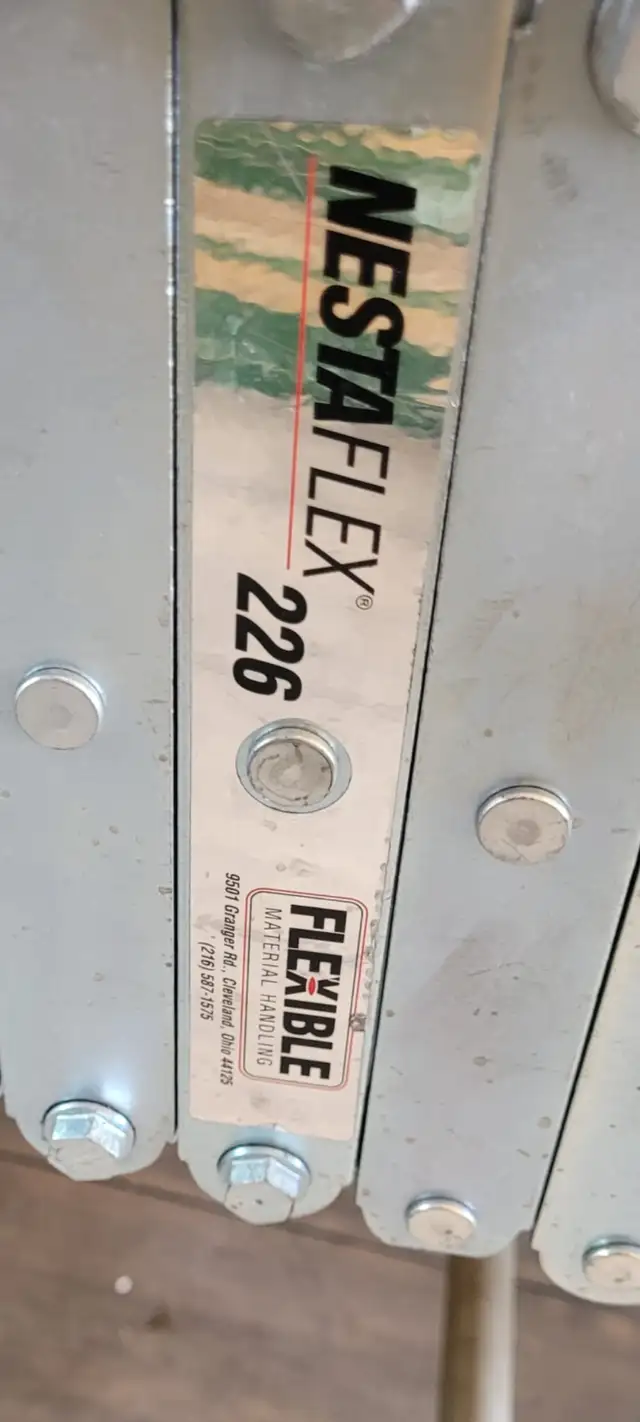 NESTAFLEX®
226
FLEXIBLE
MATERIAL HANDLING
9501 Granger Rd., Cleveland, Ohio 44125
(216) 587-1575